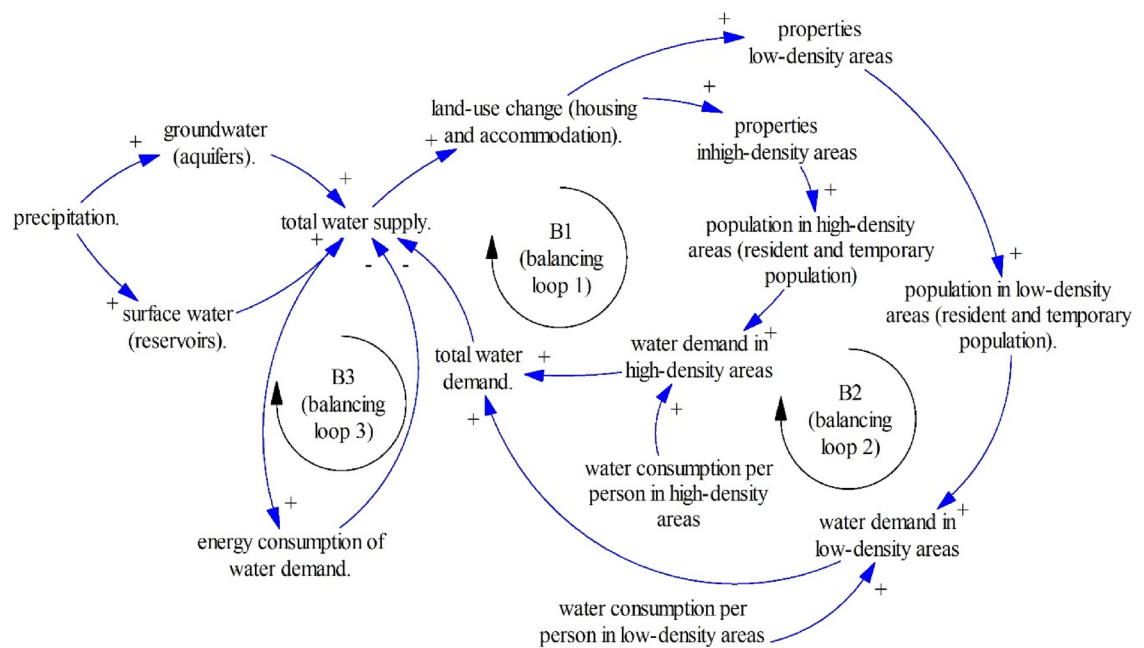 +
properties
low-density areas
+
land-use change (housing
and accommodation).
+
properties
inhigh-density areas
groundwater
(aquifers).
+
+
+
precipitation.
total water supply.
+
-
-
B1
(balancing
loop 1)
population in high-density
areas (resident and temporary
population)
+
+
population in low-density
areas (resident and temporary
population).
+
surface water
(reservoirs).
B3
(balancing
loop 3)
total water
demand.
+
+
water demand in
high-density areas
+
+
B2
(balancing
loop 2)
water consumption per
person in high-density
areas
+
energy consumption of
water demand.
+
water demand in
low-density areas
+
water consumption per
person in low-density areas